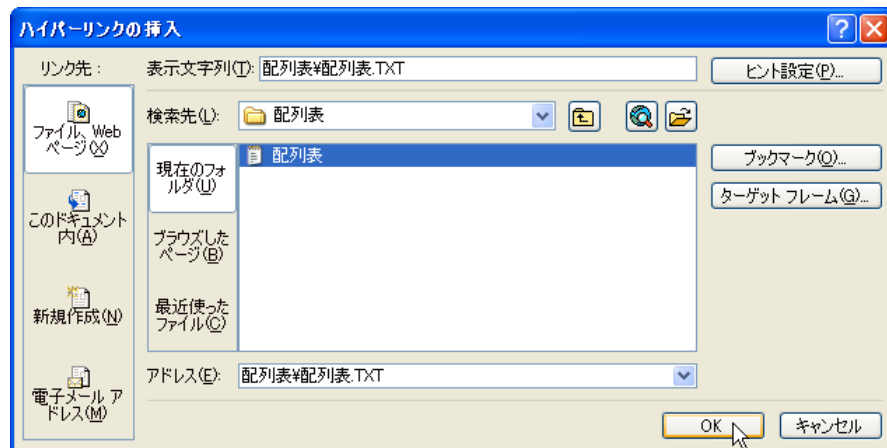 ハイパーリンクの挿入
リンク先：
表示文字列(T):
配列表¥配列表.TXT
ヒント設定(P)...
ファイル、Web
ページ(X)
検索先(L):
配列表
現在のフォ
ルダ(U)
配列表
ブックマーク(O)...
ターゲット フレーム(G)...
このドキュメント
内(A)
ブラウズした
ページ(B)
新規作成(N)
最近使った
ファイル(C)
電子メール ア
ドレス(M)
アドレス(E):
配列表¥配列表.TXT
OK
キャンセル